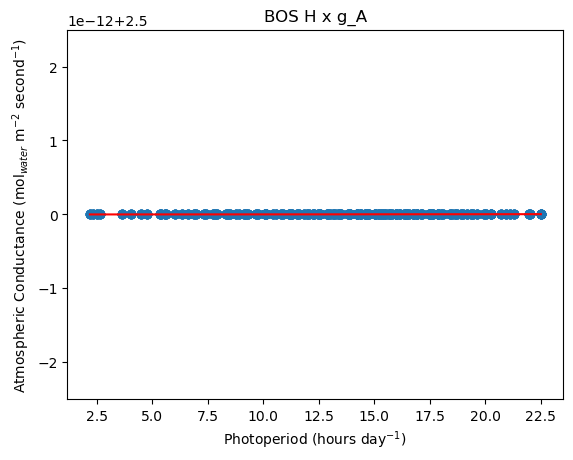 BOS H x g_A
1e−12+2.5
2
1
0
−1
−2
Atmospheric Conductance (mol_water m⁻² second⁻¹)
2.5 5.0 7.5 10.0 12.5 15.0 17.5 20.0 22.5
Photoperiod (hours day⁻¹)